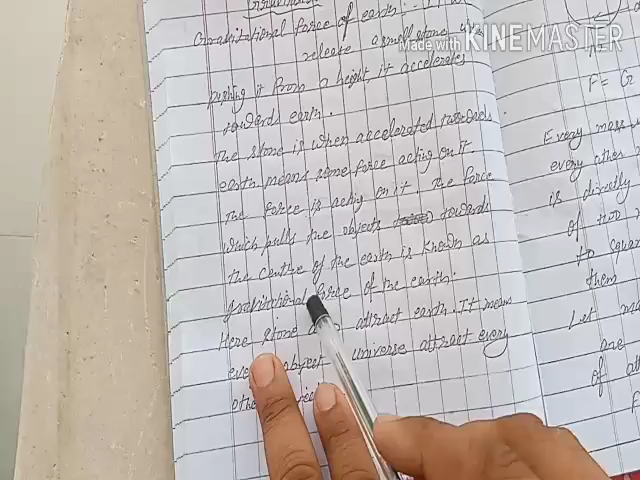 Gravitational force of earth:- If
release a small stone
Made with KINEMASTER
pushing it from a height, it accelerates
towards earth.
The stone is when accelerated towards
earth means some force acting on it
The force is acting on it The force
which pulls the objects towards
the centre of the earth is known as
gravitational force of the earth.
Here stone attract earth. It means
object universe attract every
F = G
Every mass
every other
is directly
of two
to square
them
Let
are
of
F